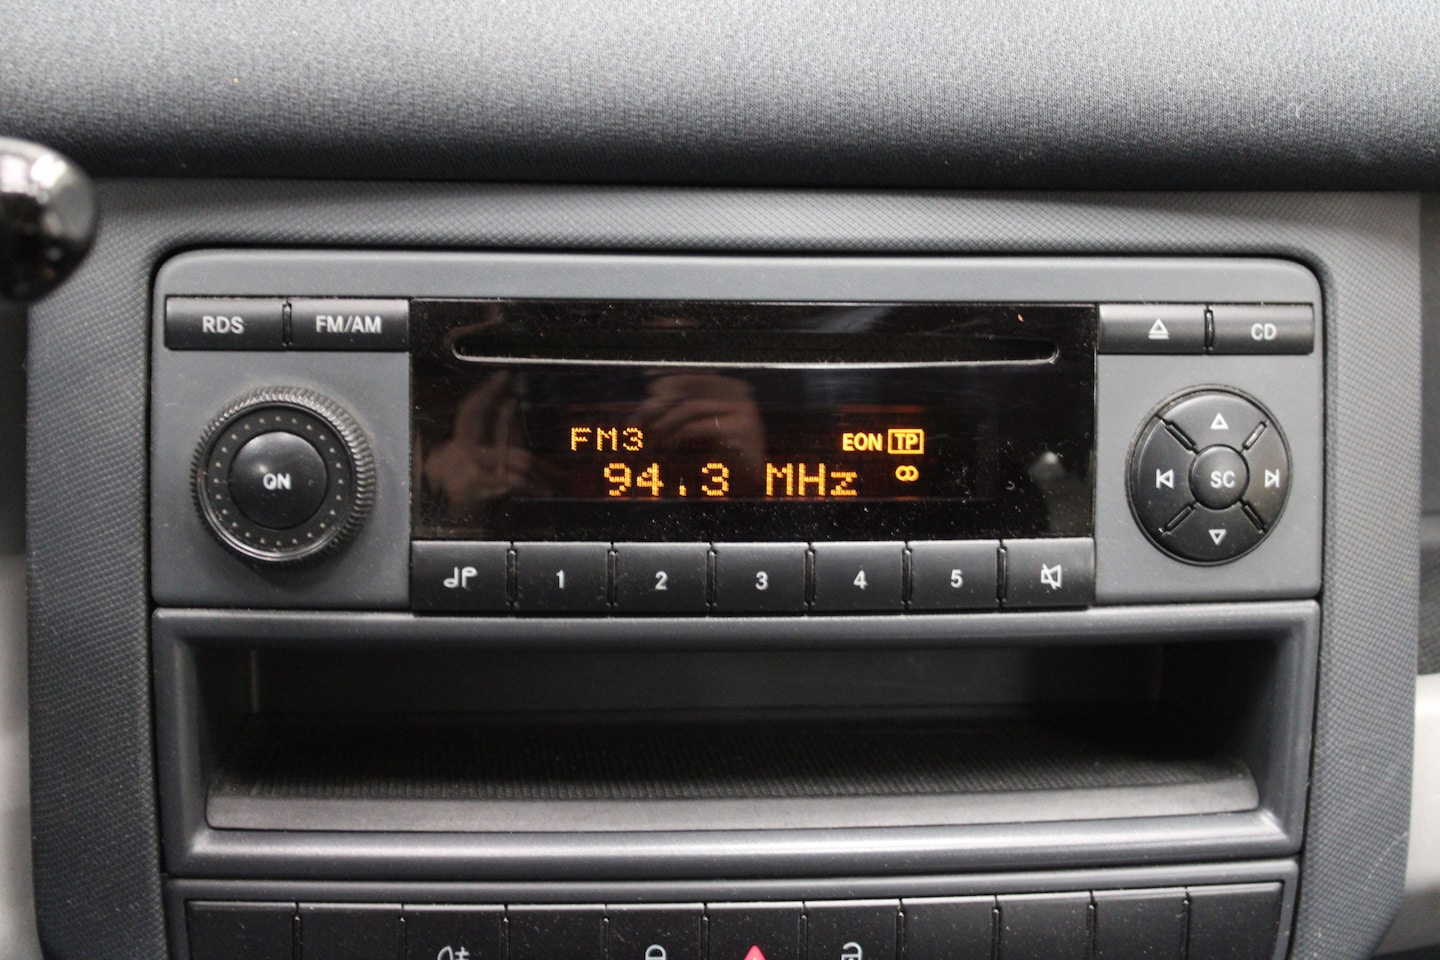 RDS FM/AM CD
FM3 EON TP
94.3 MHz
ON SC
1 2 3 4 5